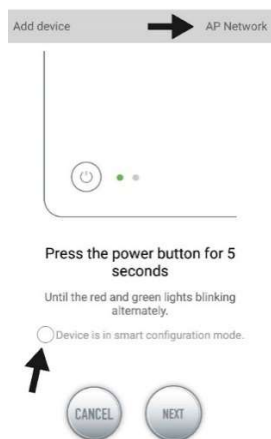 Add device AP Network
Press the power button for 5
seconds
Until the red and green lights blinking
alternately.
Device is in smart configuration mode.
CANCEL NEXT